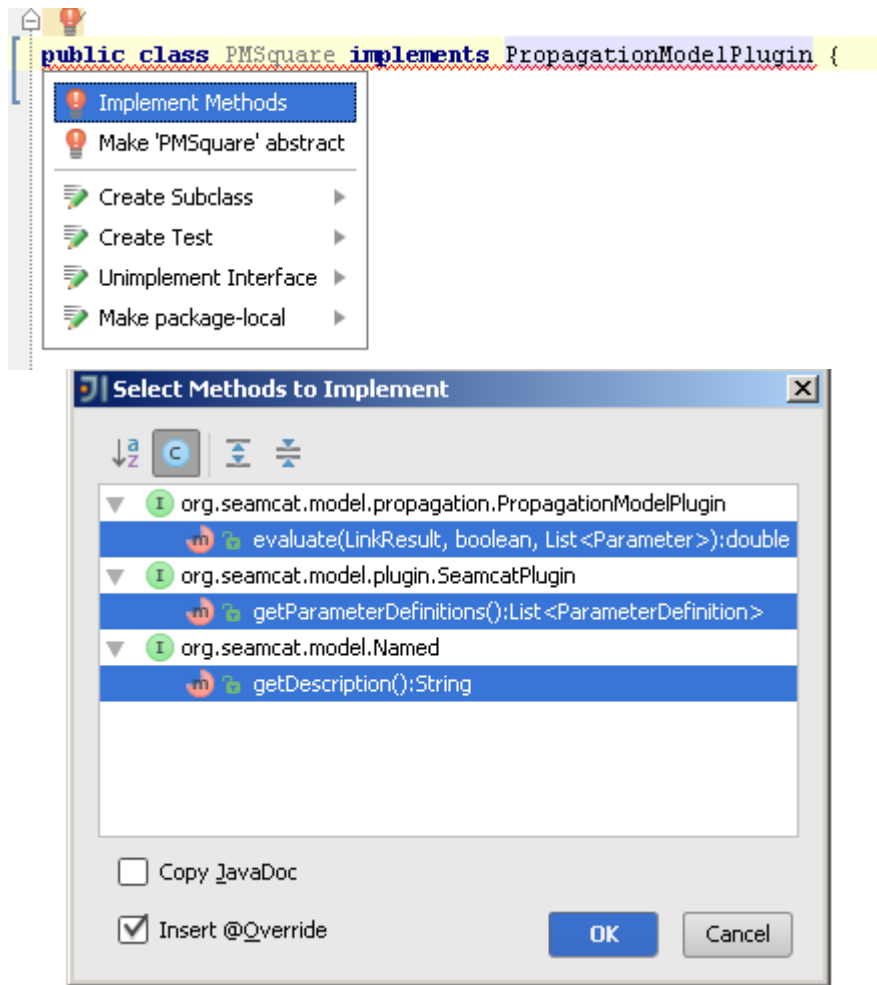 public class PMSquare implements PropagationModelPlugin {
Implement Methods
Make 'PMSquare' abstract
Create Subclass
Create Test
Unimplement Interface
Make package-local
Select Methods to Implement
org.seamcat.model.propagation.PropagationModelPlugin
evaluate(LinkResult, boolean, List<Parameter>):double
org.seamcat.model.plugin.SeamcatPlugin
getParameterDefinitions():List<ParameterDefinition>
org.seamcat.model.Named
getDescription():String
Copy JavaDoc
Insert @Override
OK
Cancel